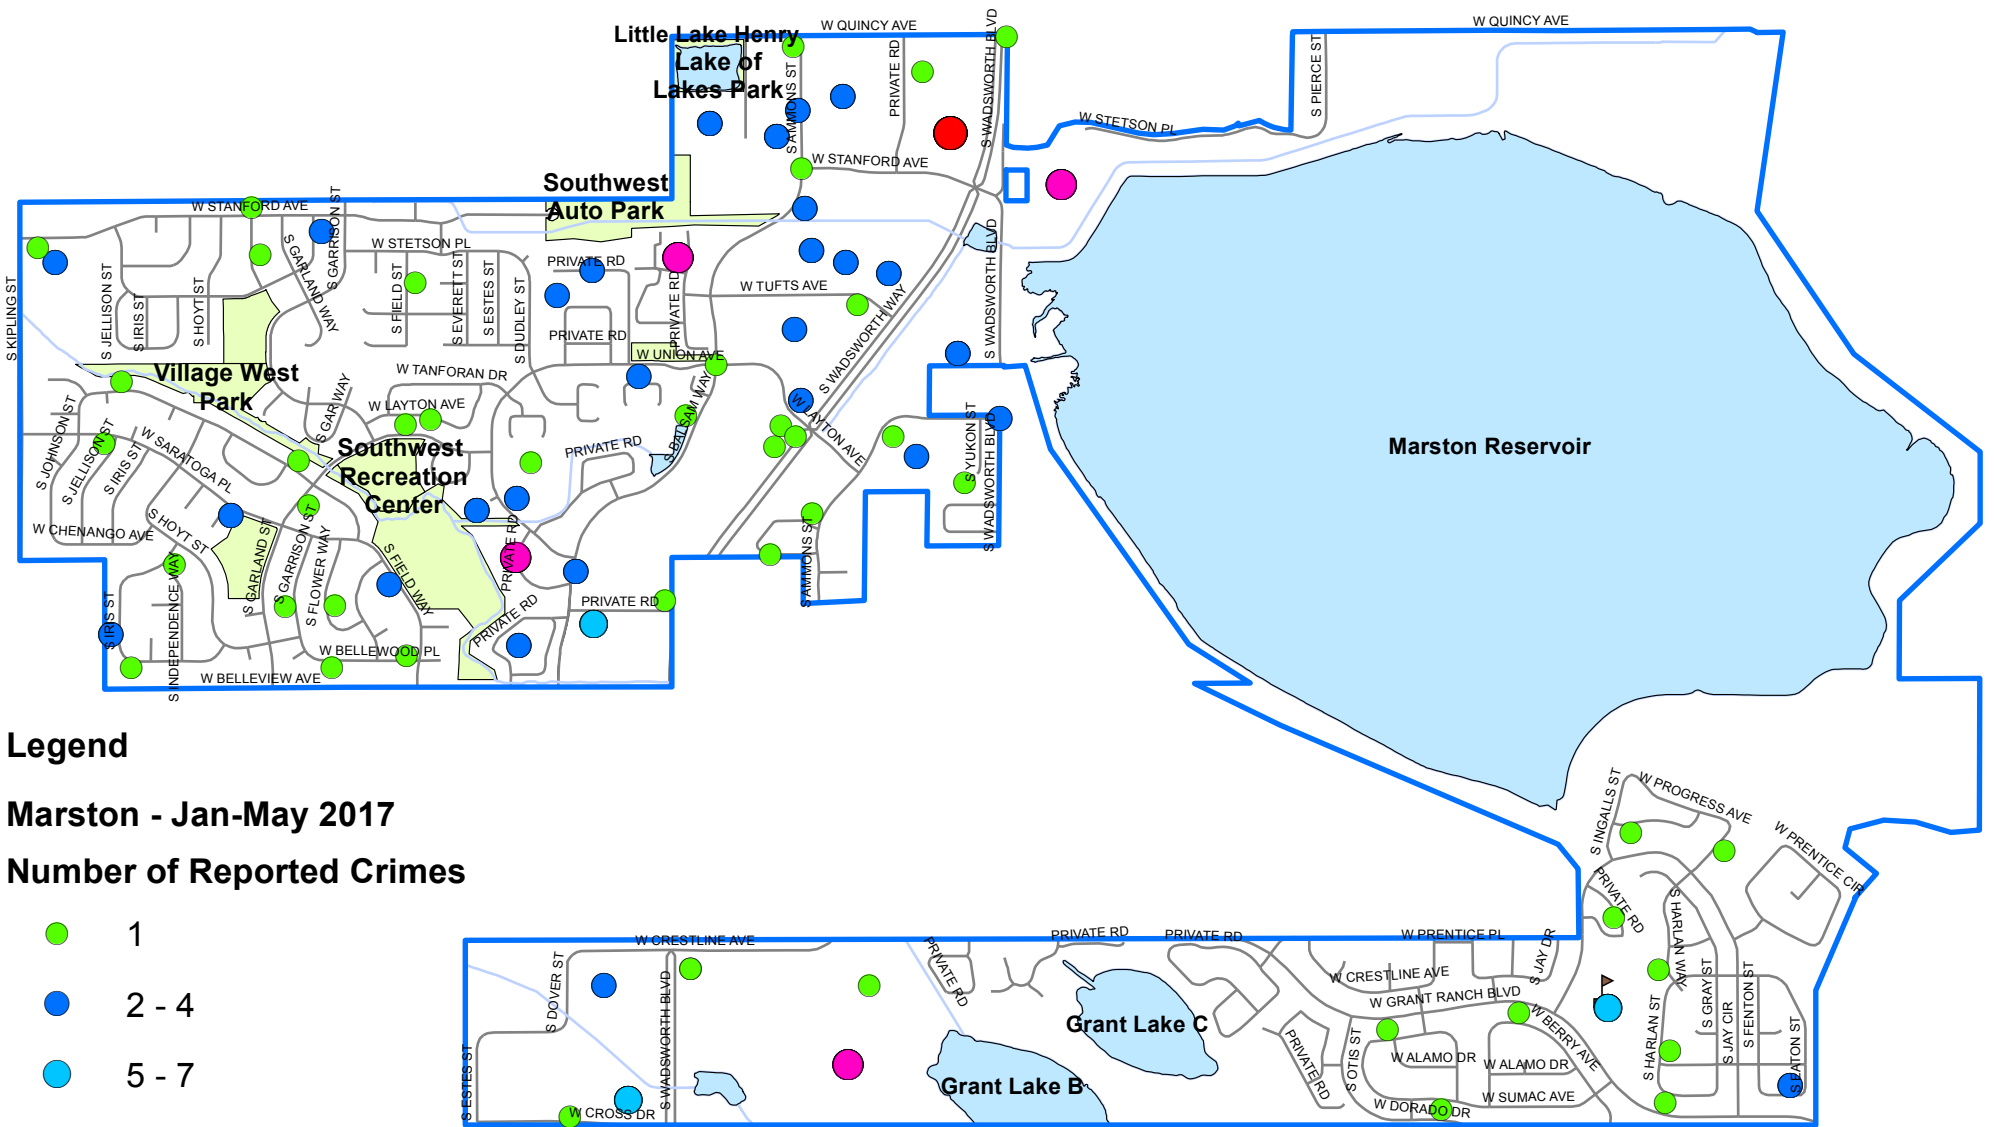 W QUINCY AVE
W QUINCY AVE
Little Lake Henry
Lake of
Lakes Park
S AMMONS ST
PRIVATE RD
S WADSWORTH BLVD
S PIERCE ST
W STETSON PL
W STANFORD AVE
Southwest
Auto Park
W STANFORD AVE
S GARRISON ST
S GARLAND WAY
W STETSON PL
S KIPLING ST
S JELLISON ST
S IRIS ST
S HOYT ST
S FIELD ST
S EVERETT ST
S ESTES ST
S DUDLEY ST
PRIVATE RD
PRIVATE RD
PRIVATE RD
W TUFTS AVE
S WADSWORTH WAY
S WADSWORTH BLVD
W UNION AVE
Village West
Park
W TANFORAN DR
W LAYTON AVE
S GAR WAY
S BALSAM WAY
W LAYTON AVE
S YUKON ST
S WADSWORTH BLVD
Marston Reservoir
S JOHNSON ST
S JELLISON ST
S IRIS ST
W SARATOGA PL
Southwest
Recreation
Center
PRIVATE RD
W CHENANGO AVE
S HOYT ST
S GARLAND ST
S GARRISON ST
S FLOWER WAY
S FIELD WAY
PRIVATE RD
S AMMONS ST
S IRIS ST
S INDEPENDENCE WAY
PRIVATE RD
PRIVATE RD
W BELLEWOOD PL
W BELLEVIEW AVE
Legend
Marston - Jan-May 2017
Number of Reported Crimes
1
2 - 4
5 - 7
S INGALLS ST
W PROGRESS AVE
W PRENTICE CIR
PRIVATE RD
S HARLAN WAY
W CRESTLINE AVE
PRIVATE RD
PRIVATE RD
PRIVATE RD
W PRENTICE PL
S JAY DR
S DOVER ST
S WADSWORTH BLVD
W CRESTLINE AVE
W GRANT RANCH BLVD
W BERRY AVE
Grant Lake C
Grant Lake B
S ESTES ST
W CROSS DR
PRIVATE RD
S OTIS ST
W ALAMO DR
W ALAMO DR
W SUMAC AVE
W DORADO DR
S HARLAN ST
S GRAY ST
S JAY CIR
S FENTON ST
S EATON ST